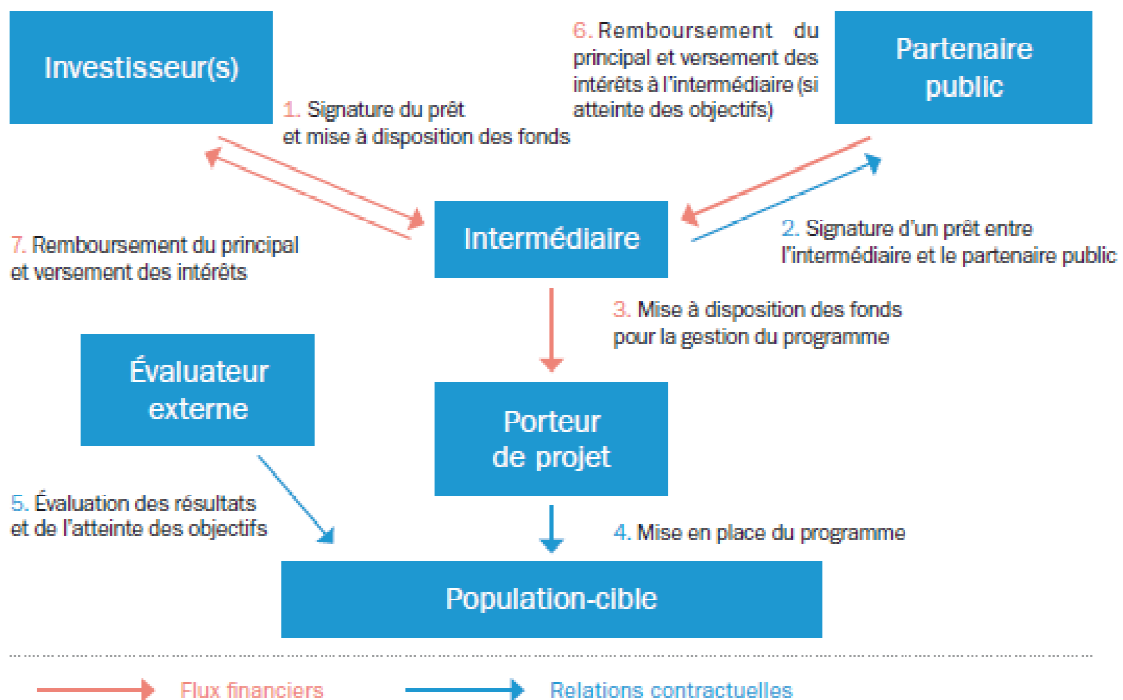 Investisseur(s)
6. Remboursement du
principal et versement des
intérêts à l'intermédiaire (si
atteinte des objectifs)
Partenaire
public
1. Signature du prêt
et mise à disposition des fonds
Intermédiaire
7. Remboursement du principal
et versement des intérêts
2. Signature d'un prêt entre
l'intermédiaire et le partenaire public
3. Mise à disposition des fonds
pour la gestion du programme
Évaluateur
externe
Porteur
de projet
5. Évaluation des résultats
et de l'atteinte des objectifs
4. Mise en place du programme
Population-cible
Flux financiers
Relations contractuelles